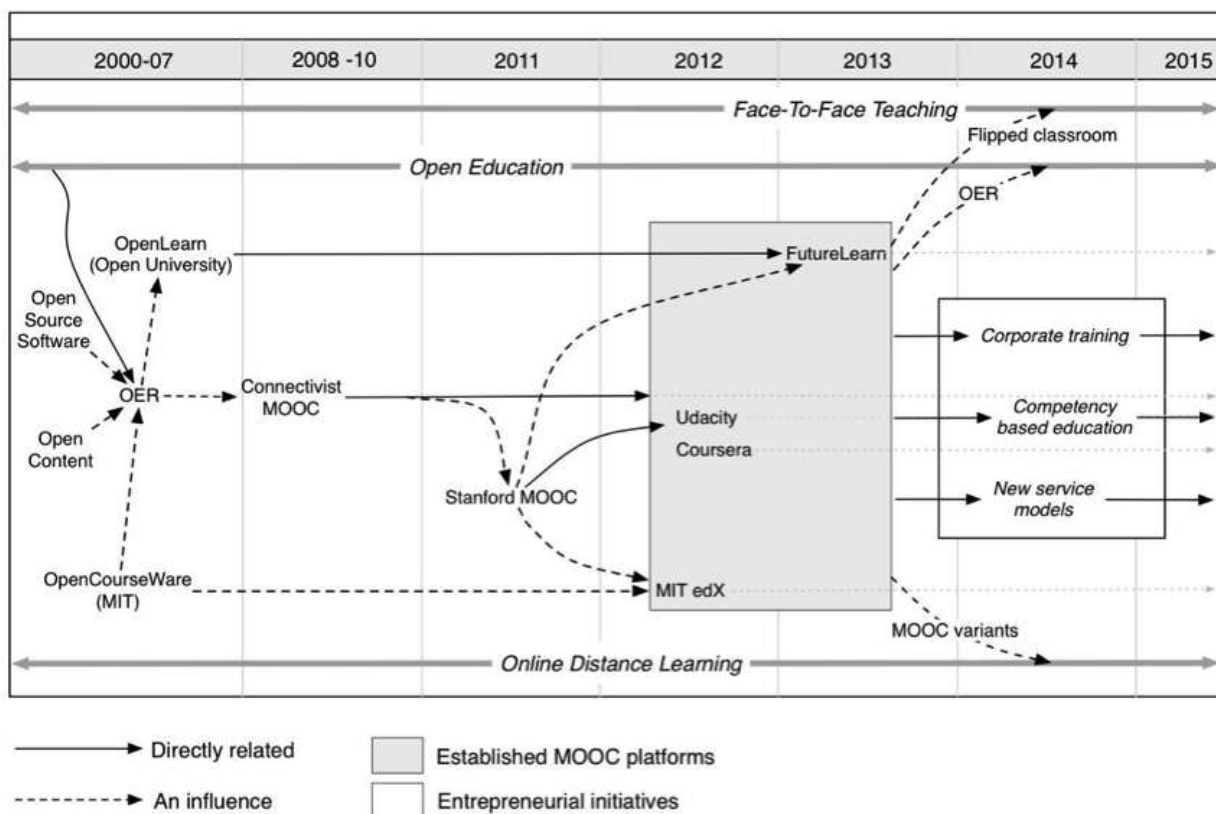 2000-07
2008 -10
2011
2012
2013
2014
2015
Face-To-Face Teaching
Flipped classroom
Open Education
OER
OpenLearn
(Open University)
FutureLearn
Open
Source
Software
Corporate training
OER
Connectivist
MOOC
Udacity
Competency
based education
Open
Content
Coursera
Stanford MOOC
New service
models
OpenCourseWare
(MIT)
MIT edX
MOOC variants
Online Distance Learning
Directly related
Established MOOC platforms
An influence
Entrepreneurial initiatives